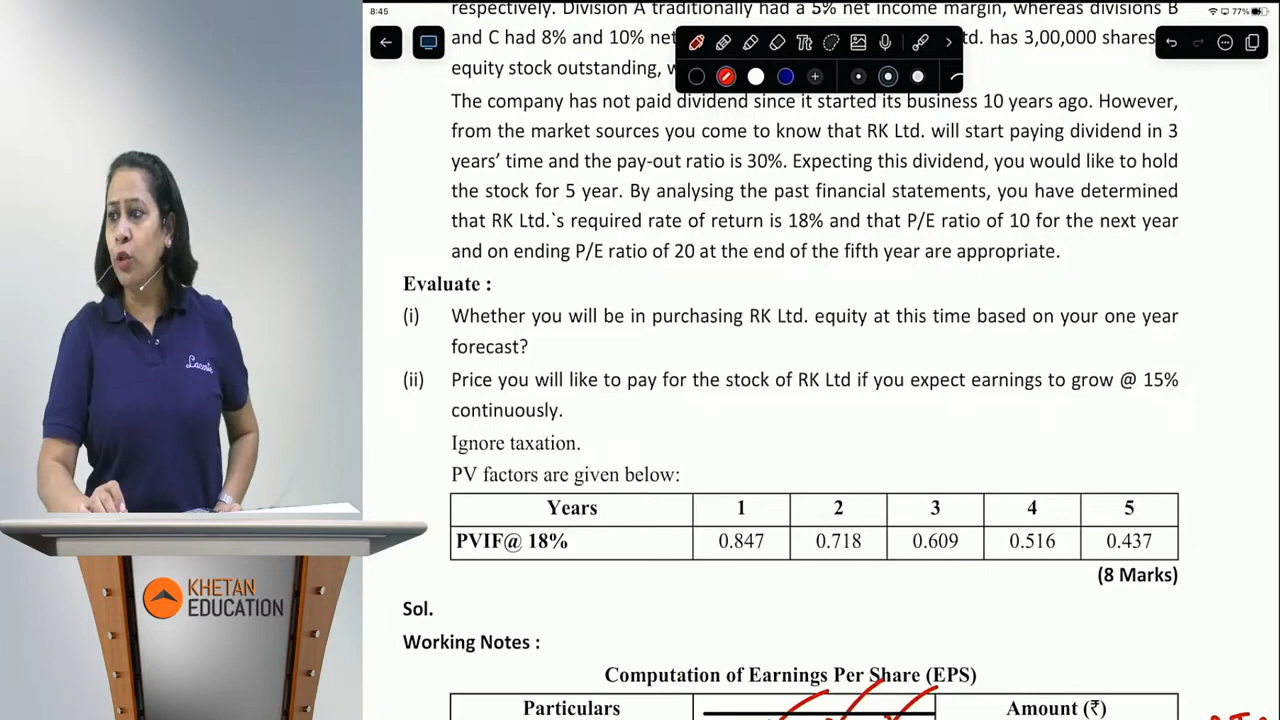 8:45
77%
respectively. Division A traditionally had a 5% net income margin, whereas divisions B
and C had 8% and 10% net td. has 3,00,000 shares
equity stock outstanding,
The company has not paid dividend since it started its business 10 years ago. However,
from the market sources you come to know that RK Ltd. will start paying dividend in 3
years' time and the pay-out ratio is 30%. Expecting this dividend, you would like to hold
the stock for 5 year. By analysing the past financial statements, you have determined
that RK Ltd.`s required rate of return is 18% and that P/E ratio of 10 for the next year
and on ending P/E ratio of 20 at the end of the fifth year are appropriate.
Evaluate :
(i) Whether you will be in purchasing RK Ltd. equity at this time based on your one year
forecast?
(ii) Price you will like to pay for the stock of RK Ltd if you expect earnings to grow @ 15%
continuously.
Ignore taxation.
PV factors are given below:
Years 1 2 3 4 5
PVIF@ 18% 0.847 0.718 0.609 0.516 0.437
(8 Marks)
Sol.
Working Notes :
Computation of Earnings Per Share (EPS)
Particulars Amount (₹)
KHETAN
EDUCATION